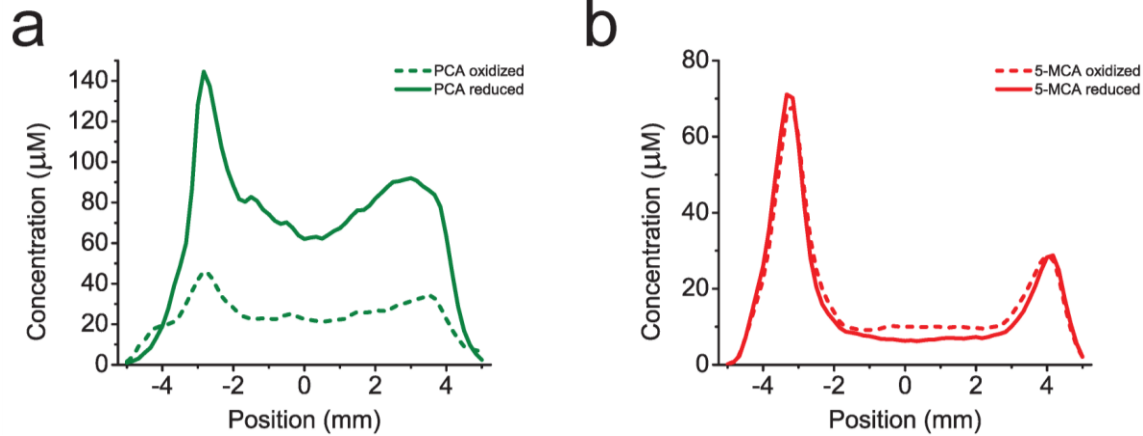 a
PCA oxidized
PCA reduced
Concentration (μM)
140
120
100
80
60
40
20
0
-4
-2
0
2
4
Position (mm)
b
5-MCA oxidized
5-MCA reduced
Concentration (μM)
80
60
40
20
0
-4
-2
0
2
4
Position (mm)